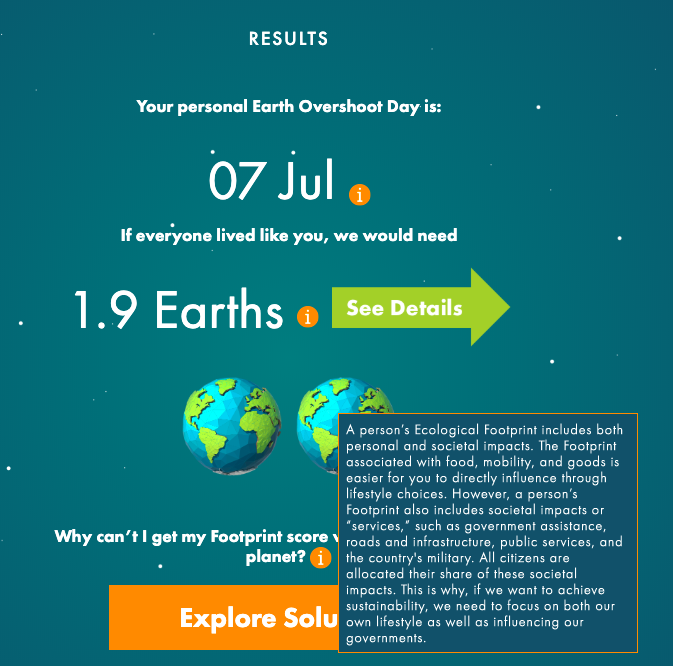 RESULTS
Your personal Earth Overshoot Day is:
07 Jul i
If everyone lived like you, we would need
1.9 Earths i
See Details
A person's Ecological Footprint includes both
personal and societal impacts. The Footprint
associated with food, mobility, and goods is
easier for you to directly influence through
lifestyle choices. However, a person's
Footprint also includes societal impacts or
"services," such as government assistance,
roads and infrastructure, public services, and
the country's military. All citizens are
allocated their share of these societal
impacts. This is why, if we want to achieve
sustainability, we need to focus on both our
own lifestyle as well as influencing our
governments.
Why can't I get my Footprint score
planet? i
Explore